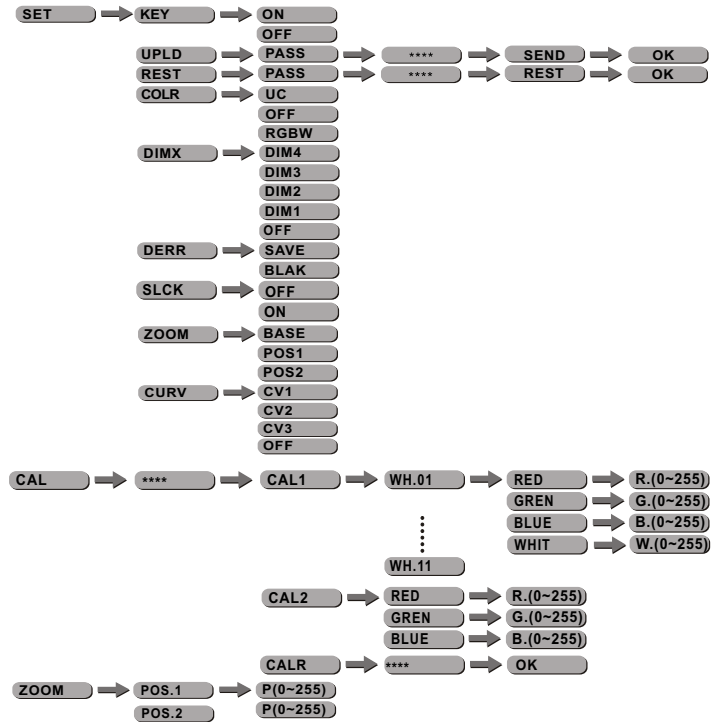 SET KEY ON
OFF
UPLD PASS **** SEND OK
REST PASS **** REST OK
COLR UC
OFF
RGBW
DIMX DIM4
DIM3
DIM2
DIM1
OFF
DERR SAVE
BLAK
SLCK OFF
ON
ZOOM BASE
POS1
POS2
CURV CV1
CV2
CV3
OFF
CAL **** CAL1 WH.01 RED R.(0~255)
GREN G.(0~255)
BLUE B.(0~255)
WHIT W.(0~255)
WH.11
CAL2 RED R.(0~255)
GREN G.(0~255)
BLUE B.(0~255)
CALR **** OK
ZOOM POS.1 P(0~255)
POS.2 P(0~255)